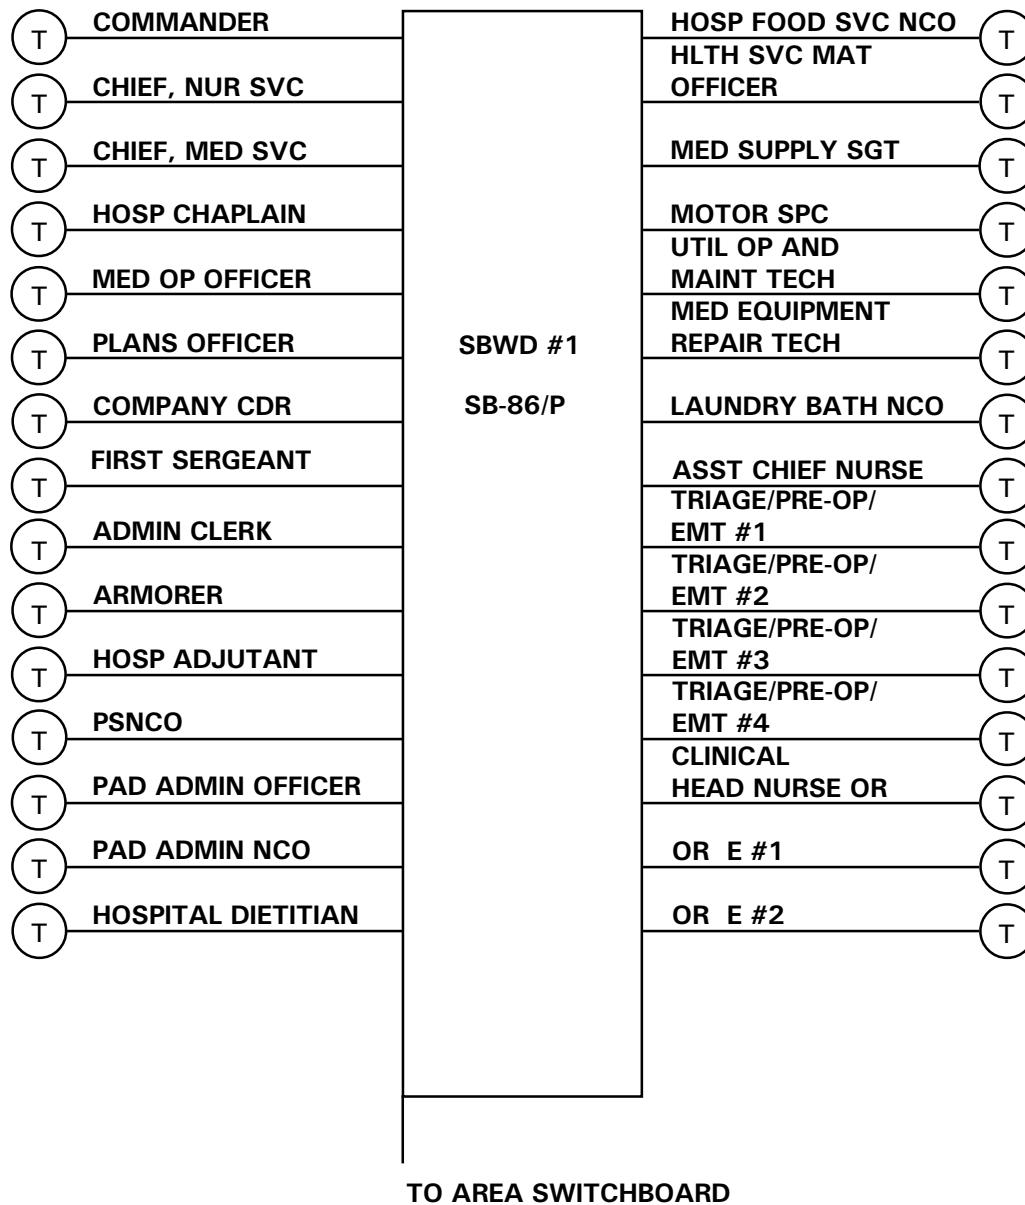 T
COMMANDER
T
CHIEF, NUR SVC
T
CHIEF, MED SVC
T
HOSP CHAPLAIN
T
MED OP OFFICER
T
PLANS OFFICER
T
COMPANY CDR
T
FIRST SERGEANT
T
ADMIN CLERK
T
ARMORER
T
HOSP ADJUTANT
T
PSNCO
T
PAD ADMIN OFFICER
T
PAD ADMIN NCO
T
HOSPITAL DIETITIAN
SBWD #1
SB-86/P
HOSP FOOD SVC NCO
T
HLTH SVC MAT
OFFICER
T
MED SUPPLY SGT
T
MOTOR SPC
T
UTIL OP AND
MAINT TECH
T
MED EQUIPMENT
REPAIR TECH
T
LAUNDRY BATH NCO
T
ASST CHIEF NURSE
T
TRIAGE/PRE-OP/
EMT #1
T
TRIAGE/PRE-OP/
EMT #2
T
TRIAGE/PRE-OP/
EMT #3
T
TRIAGE/PRE-OP/
EMT #4
T
CLINICAL
HEAD NURSE OR
T
OR E #1
T
OR E #2
T
TO AREA SWITCHBOARD